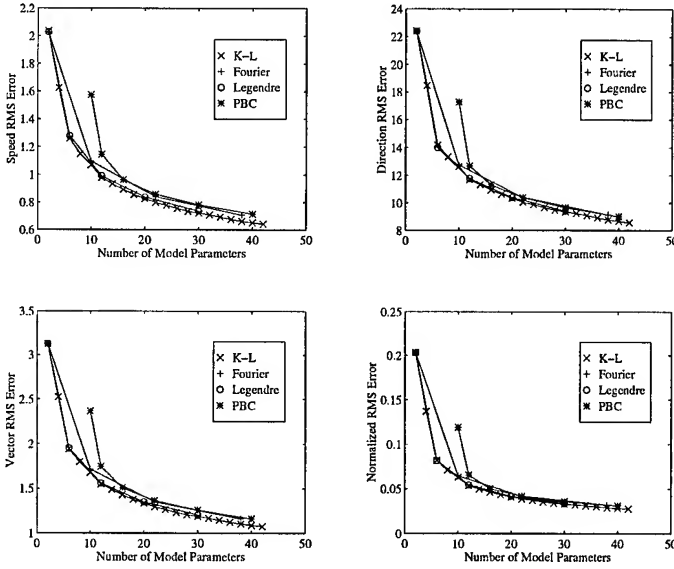 2.2
2
1.8
1.6
1.4
1.2
1
0.8
0.6
Speed RMS Error
K-L
Fourier
Legendre
PBC
0
10
20
30
40
50
Number of Model Parameters
24
22
20
18
16
14
12
10
8
Direction RMS Error
K-L
Fourier
Legendre
PBC
0
10
20
30
40
50
Number of Model Parameters
3.5
3
2.5
2
1.5
1
Vector RMS Error
K-L
Fourier
Legendre
PBC
0
10
20
30
40
50
Number of Model Parameters
0.25
0.2
0.15
0.1
0.05
0
Normalized RMS Error
K-L
Fourier
Legendre
PBC
0
10
20
30
40
50
Number of Model Parameters